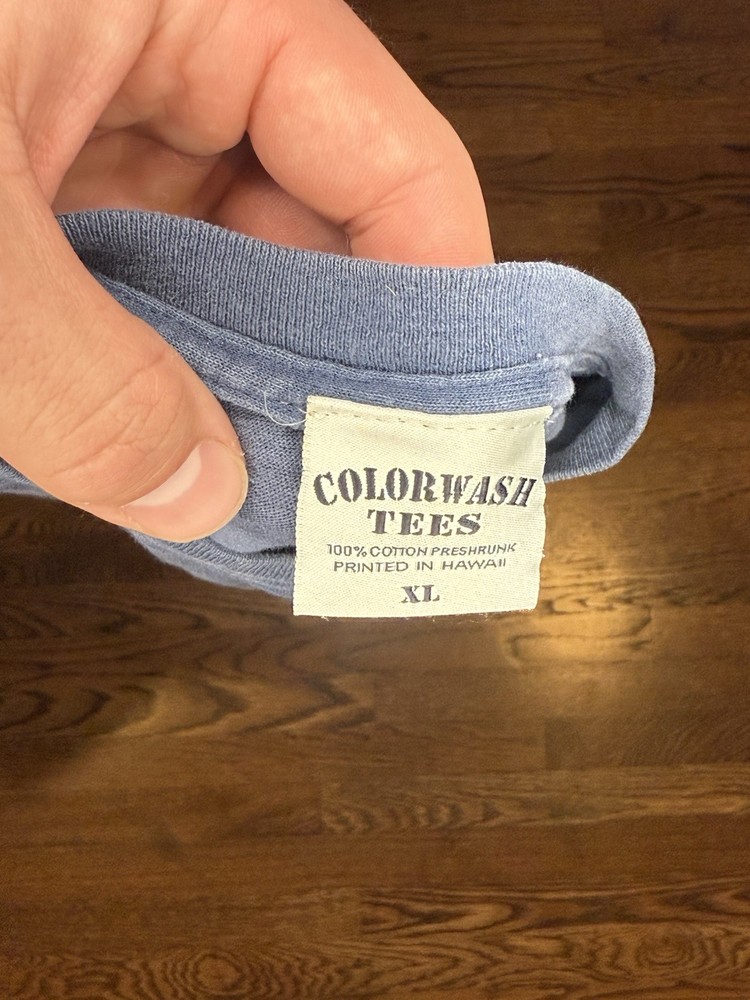 COLORWASH
TEES
100% COTTON PRESHRUNK
PRINTED IN HAWAII
XL